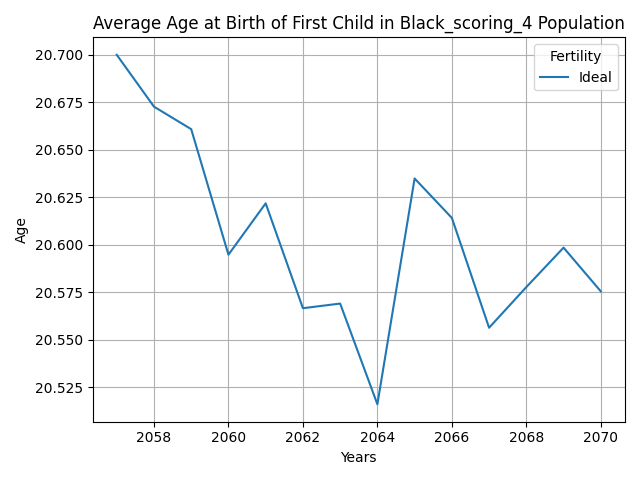 Average Age at Birth of First Child in Black_scoring_4 Population
Fertility
Ideal
Age
20.700
20.675
20.650
20.625
20.600
20.575
20.550
20.525
2058 2060 2062 2064 2066 2068 2070
Years